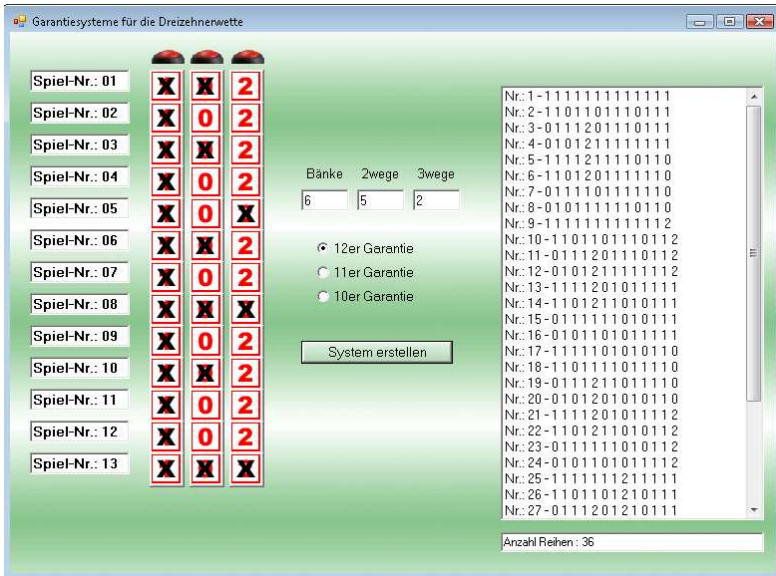 Garantiesysteme für die Dreizehnerwette
Spiel-Nr.: 01 X X 2
Spiel-Nr.: 02 X 0 2
Spiel-Nr.: 03 X X 2
Spiel-Nr.: 04 X 0 2
Spiel-Nr.: 05 X 0 X
Spiel-Nr.: 06 X X 2
Spiel-Nr.: 07 X 0 2
Spiel-Nr.: 08 X X X
Spiel-Nr.: 09 X 0 2
Spiel-Nr.: 10 X X 2
Spiel-Nr.: 11 X 0 2
Spiel-Nr.: 12 X 0 2
Spiel-Nr.: 13 X X X
Bänke 2wege 3wege
6 5 2
12er Garantie
11er Garantie
10er Garantie
System erstellen
Nr.: 1 - 1 1 1 1 1 1 1 1 1 1 1 1 1
Nr.: 2 - 1 1 0 1 1 0 1 1 1 0 1 1 1
Nr.: 3 - 0 1 1 1 2 0 1 1 1 0 1 1 1
Nr.: 4 - 0 1 0 1 2 1 1 1 1 1 1 1 1
Nr.: 5 - 1 1 1 1 2 1 1 1 1 0 1 1 0
Nr.: 6 - 1 1 0 1 2 0 1 1 1 1 1 1 0
Nr.: 7 - 0 1 1 1 1 0 1 1 1 1 1 1 0
Nr.: 8 - 0 1 0 1 1 1 1 1 1 0 1 1 0
Nr.: 9 - 1 1 1 1 1 1 1 1 1 1 1 1 2
Nr.: 10 - 1 1 0 1 1 0 1 1 1 0 1 1 2
Nr.: 11 - 0 1 1 1 2 0 1 1 1 0 1 1 2
Nr.: 12 - 0 1 0 1 2 1 1 1 1 1 1 1 2
Nr.: 13 - 1 1 1 1 2 0 1 0 1 1 1 1 1
Nr.: 14 - 1 1 0 1 2 1 1 0 1 0 1 1 1
Nr.: 15 - 0 1 1 1 1 1 1 0 1 0 1 1 1
Nr.: 16 - 0 1 0 1 1 0 1 0 1 1 1 1 1
Nr.: 17 - 1 1 1 1 1 0 1 0 1 0 1 1 0
Nr.: 18 - 1 1 0 1 1 1 1 0 1 1 1 1 0
Nr.: 19 - 0 1 1 1 2 1 1 0 1 1 1 1 0
Nr.: 20 - 0 1 0 1 2 0 1 0 1 0 1 1 0
Nr.: 21 - 1 1 1 1 2 0 1 0 1 1 1 1 2
Nr.: 22 - 1 1 0 1 2 1 1 0 1 0 1 1 2
Nr.: 23 - 0 1 1 1 1 1 1 0 1 0 1 1 2
Nr.: 24 - 0 1 0 1 1 0 1 0 1 1 1 1 2
Nr.: 25 - 1 1 1 1 1 1 1 2 1 1 1 1 1
Nr.: 26 - 1 1 0 1 1 0 1 2 1 0 1 1 1
Nr.: 27 - 0 1 1 1 2 0 1 2 1 0 1 1 1
Anzahl Reihen : 36